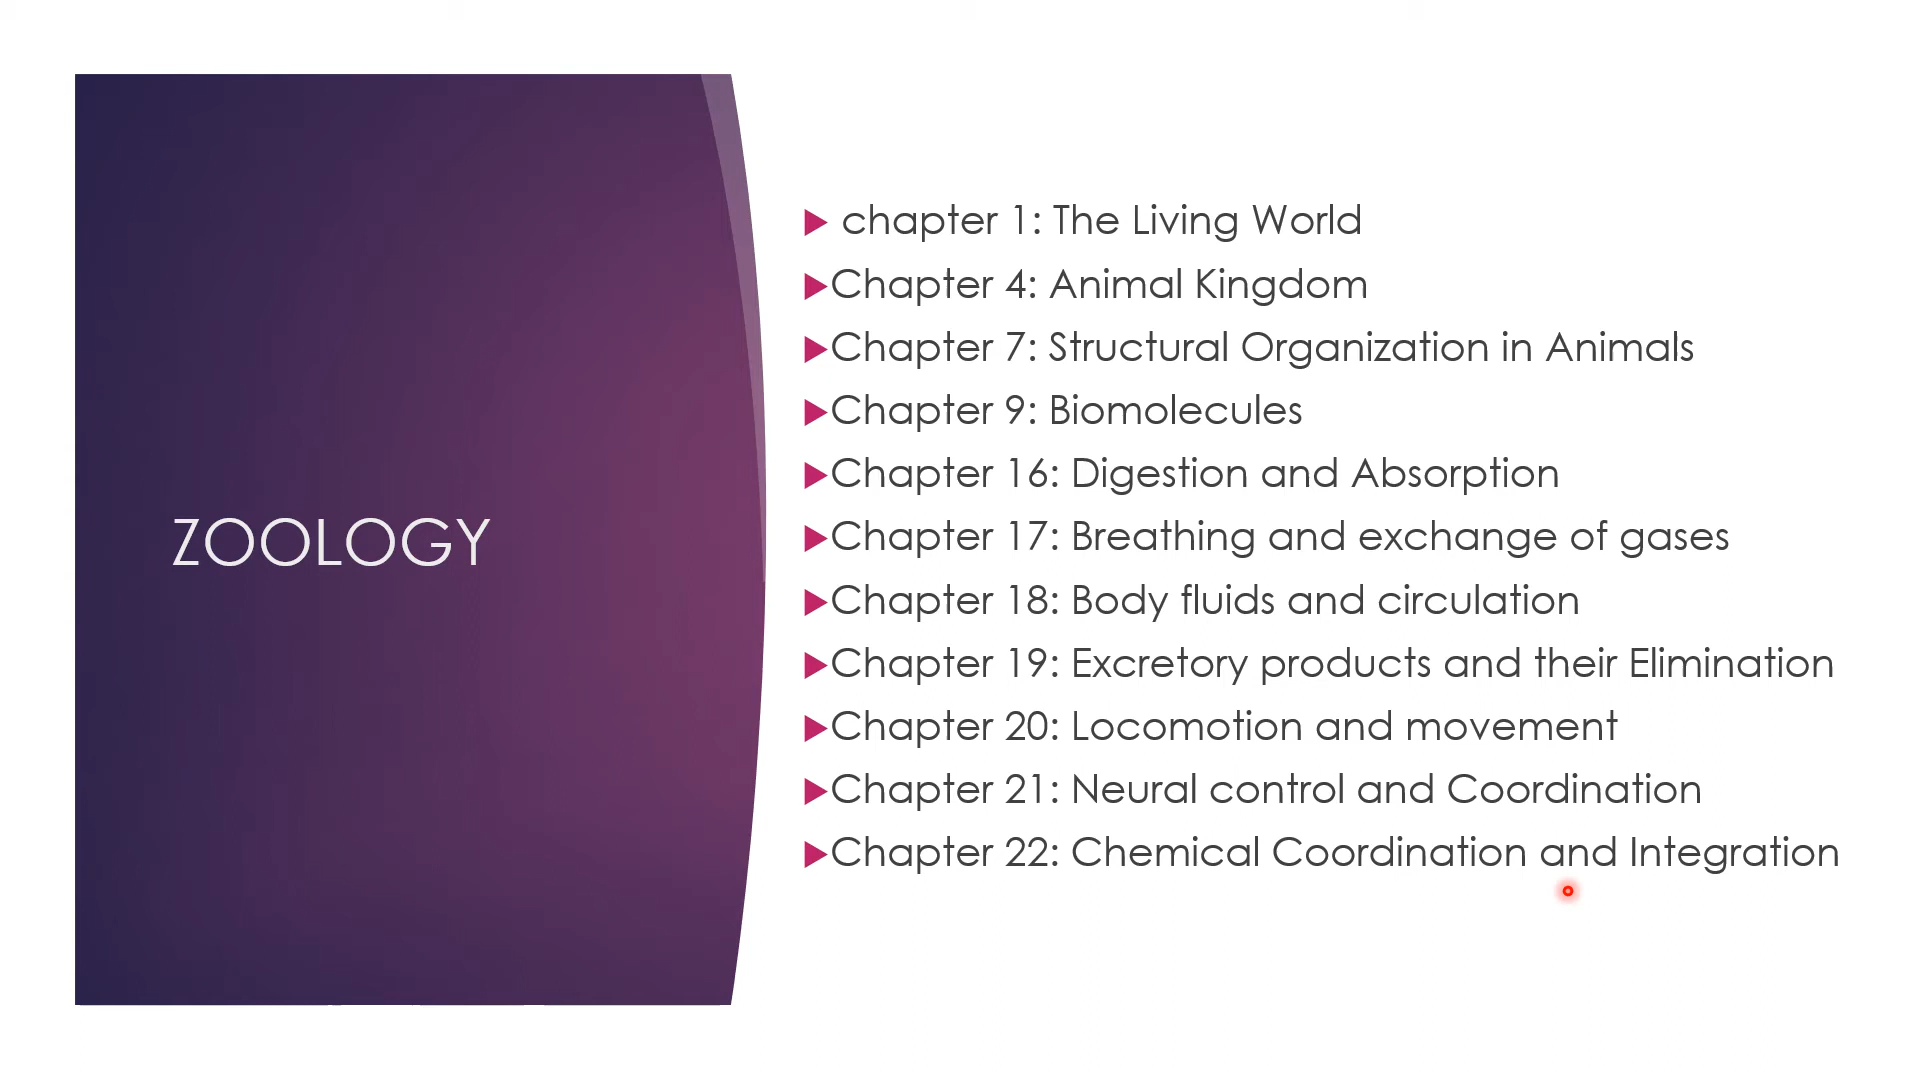 ZOOLOGY
chapter 1: The Living World
Chapter 4: Animal Kingdom
Chapter 7: Structural Organization in Animals
Chapter 9: Biomolecules
Chapter 16: Digestion and Absorption
Chapter 17: Breathing and exchange of gases
Chapter 18: Body fluids and circulation
Chapter 19: Excretory products and their Elimination
Chapter 20: Locomotion and movement
Chapter 21: Neural control and Coordination
Chapter 22: Chemical Coordination and Integration